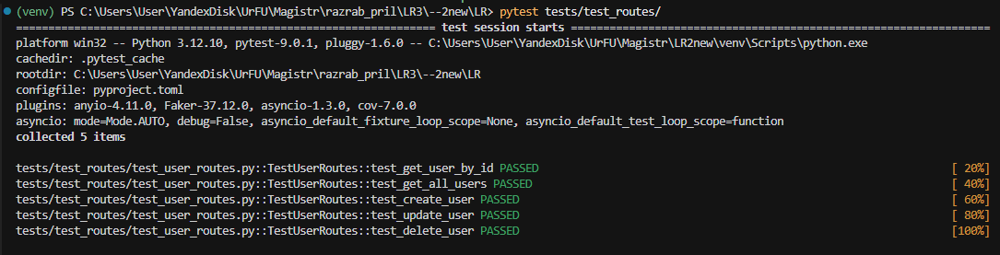 (venv) PS C:\Users\User\YandexDisk\UrFU\Magistr\razrab_pril\LR3\--2new\LR> pytest tests/test_routes/
============================= test session starts =============================
platform win32 -- Python 3.12.10, pytest-9.0.1, pluggy-1.6.0 -- C:\Users\User\YandexDisk\UrFU\Magistr\LR2new\venv\Scripts\python.exe
cachedir: .pytest_cache
rootdir: C:\Users\User\YandexDisk\UrFU\Magistr\razrab_pril\LR3\--2new\LR
configfile: pyproject.toml
plugins: anyio-4.11.0, Faker-37.12.0, asyncio-1.3.0, cov-7.0.0
asyncio: mode=Mode.AUTO, debug=False, asyncio_default_fixture_loop_scope=None, asyncio_default_test_loop_scope=function
collected 5 items
tests/test_routes/test_user_routes.py::TestUserRoutes::test_get_user_by_id PASSED [ 20%]
tests/test_routes/test_user_routes.py::TestUserRoutes::test_get_all_users PASSED [ 40%]
tests/test_routes/test_user_routes.py::TestUserRoutes::test_create_user PASSED [ 60%]
tests/test_routes/test_user_routes.py::TestUserRoutes::test_update_user PASSED [ 80%]
tests/test_routes/test_user_routes.py::TestUserRoutes::test_delete_user PASSED [100%]